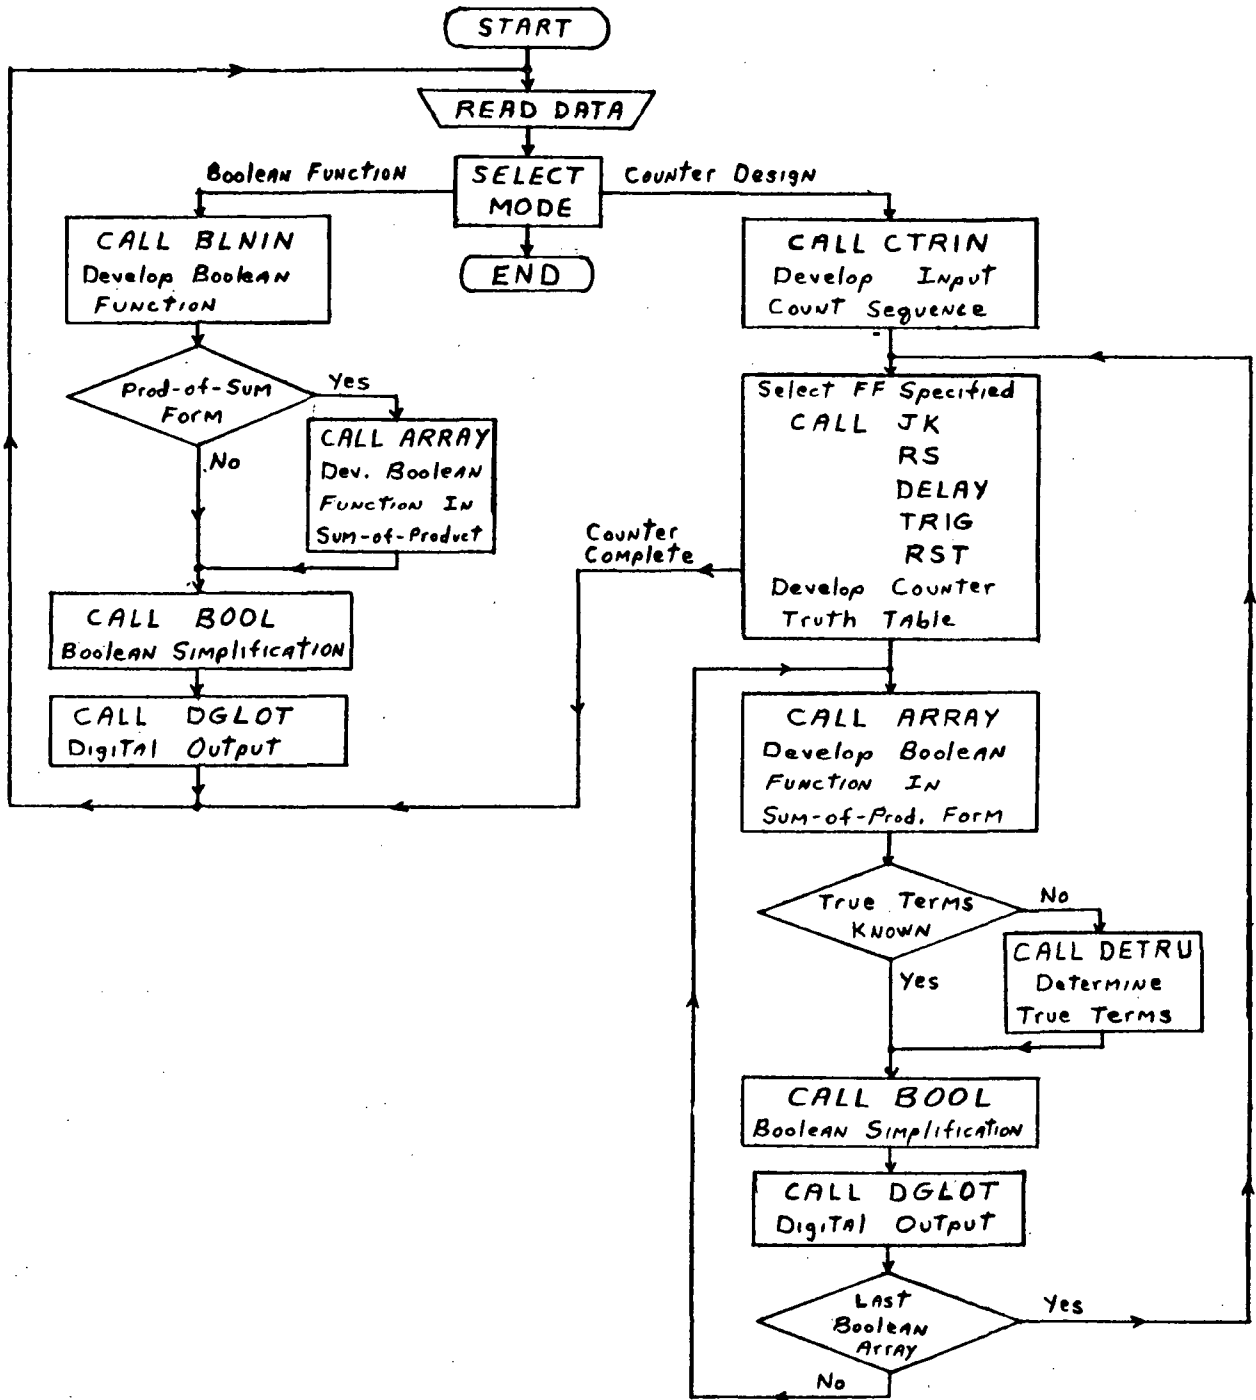 START
READ DATA
SELECT
MODE
Boolean Function
Counter Design
END
CALL BLNIN
Develop Boolean
Function
Prod-of-Sum
Form
Yes
No
CALL ARRAY
Dev. Boolean
Function In
Sum-of-Product
CALL BOOL
Boolean Simplification
CALL DGLOT
Digital Output
CALL CTRIN
Develop Input
Count Sequence
Select FF Specified
CALL JK
RS
DELAY
TRIG
RST
Develop Counter
Truth Table
Counter
Complete
CALL ARRAY
Develop Boolean
Function In
Sum-of-Prod. Form
True Terms
Known
No
Yes
CALL DETRU
Determine
True Terms
CALL BOOL
Boolean Simplification
CALL DGLOT
Digital Output
Last
Boolean
Array
Yes
No